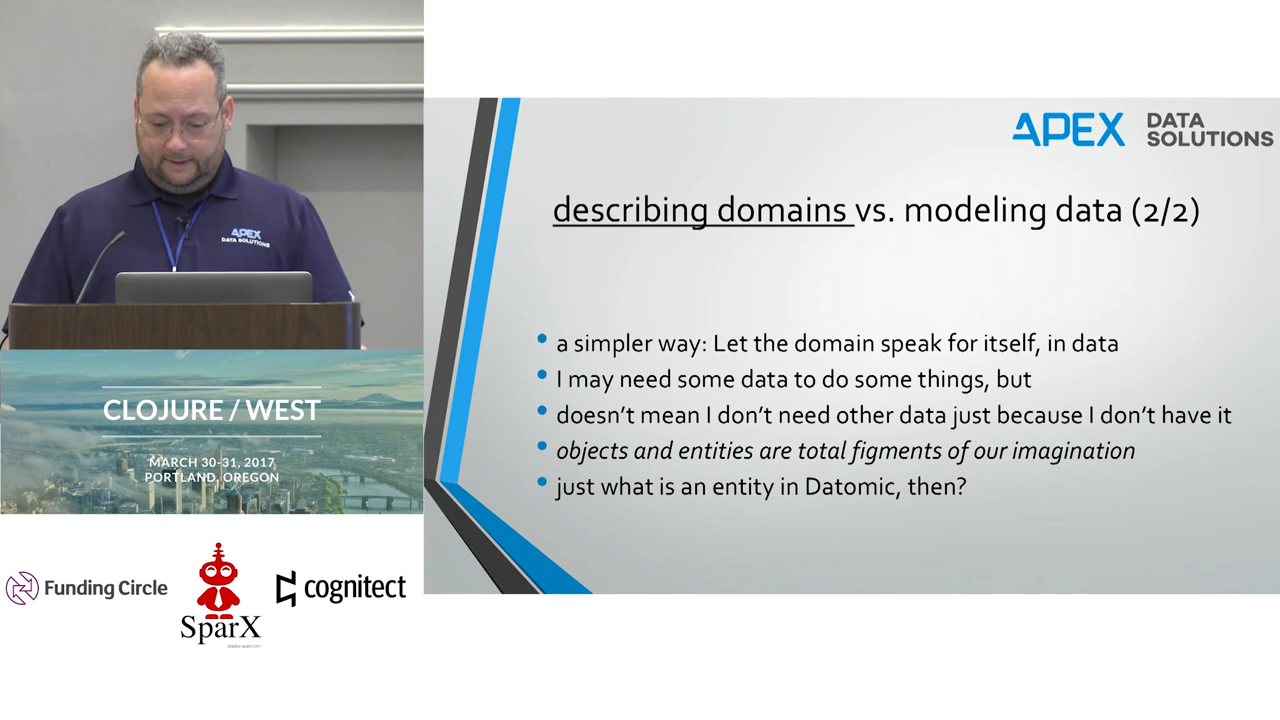 APEX
DATA SOLUTIONS
CLOJURE / WEST
MARCH 30-31, 2017
PORTLAND, OREGON
Funding Circle
SparX
cognitect
APEX DATA
SOLUTIONS
describing domains vs. modeling data (2/2)
• a simpler way: Let the domain speak for itself, in data
• I may need some data to do some things, but
• doesn't mean I don't need other data just because I don't have it
• objects and entities are total figments of our imagination
• just what is an entity in Datomic, then?